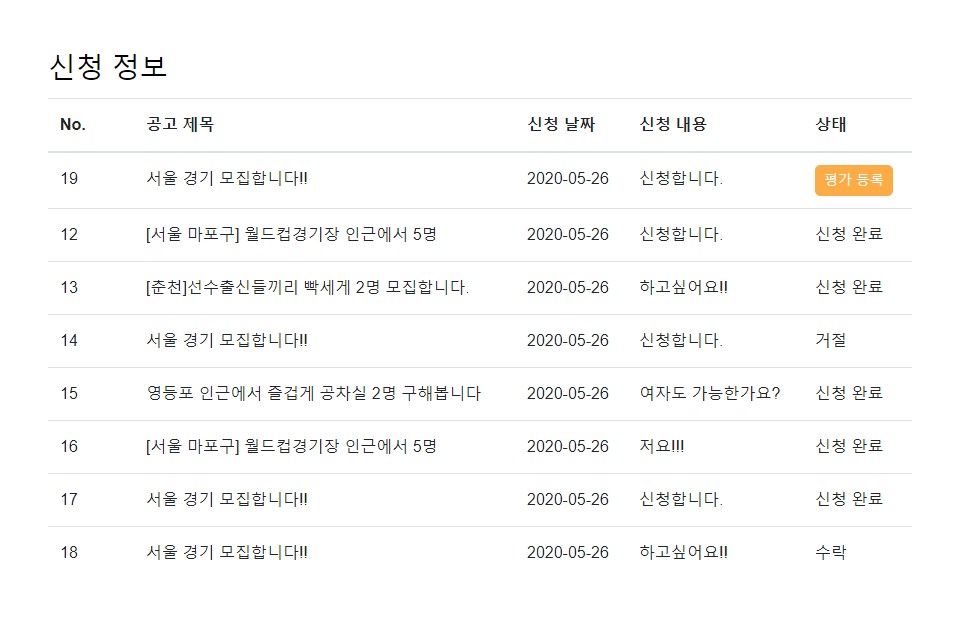 신청 정보
No. 공고 제목 신청 날짜 신청 내용 상태
19 서울 경기 모집합니다!! 2020-05-26 신청합니다. 평가 등록
12 [서울 마포구] 월드컵경기장 인근에서 5명 2020-05-26 신청합니다. 신청 완료
13 [춘천]선수출신들끼리 빡세게 2명 모집합니다. 2020-05-26 하고싶어요!! 신청 완료
14 서울 경기 모집합니다!! 2020-05-26 신청합니다. 거절
15 영등포 인근에서 즐겁게 공차실 2명 구해봅니다 2020-05-26 여자도 가능한가요? 신청 완료
16 [서울 마포구] 월드컵경기장 인근에서 5명 2020-05-26 저요!!! 신청 완료
17 서울 경기 모집합니다!! 2020-05-26 신청합니다. 신청 완료
18 서울 경기 모집합니다!! 2020-05-26 하고싶어요!! 수락